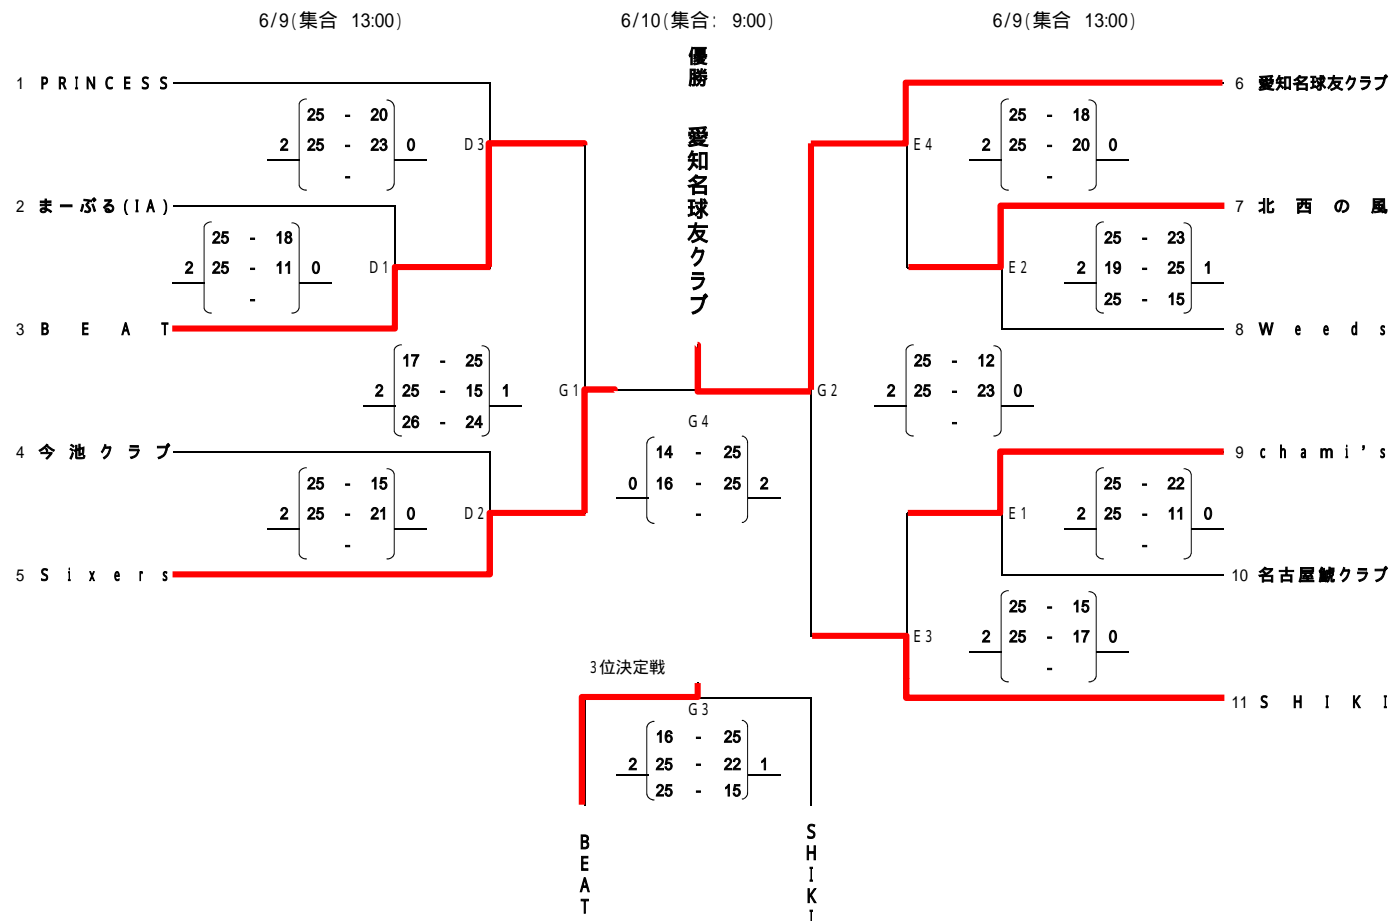 6/9(集合 13:00)
6/10(集合: 9:00)
6/9(集合 13:00)
優勝 愛知名球友クラブ
1 PRINCESS
25 - 20
2 25 - 23 0
-
D3
2 まーぷる(IA)
25 - 18
2 25 - 11 0
-
D1
3 BEAT
17 - 25
2 25 - 15 1
26 - 24
G1
4 今池クラブ
25 - 15
2 25 - 21 0
-
D2
5 Sixers
G4
14 - 25
0 16 - 25 2
-
6 愛知名球友クラブ
E4
25 - 18
2 25 - 20 0
-
7 北西の風
E2
25 - 23
2 19 - 25 1
25 - 15
8 Weeds
G2
25 - 12
2 25 - 23 0
-
9 chami's
E1
25 - 22
2 25 - 11 0
-
10 名古屋鯱クラブ
E3
25 - 15
2 25 - 17 0
-
11 SHIKI
3位決定戦
G3
16 - 25
2 25 - 22 1
25 - 15
BEAT
SHIKI